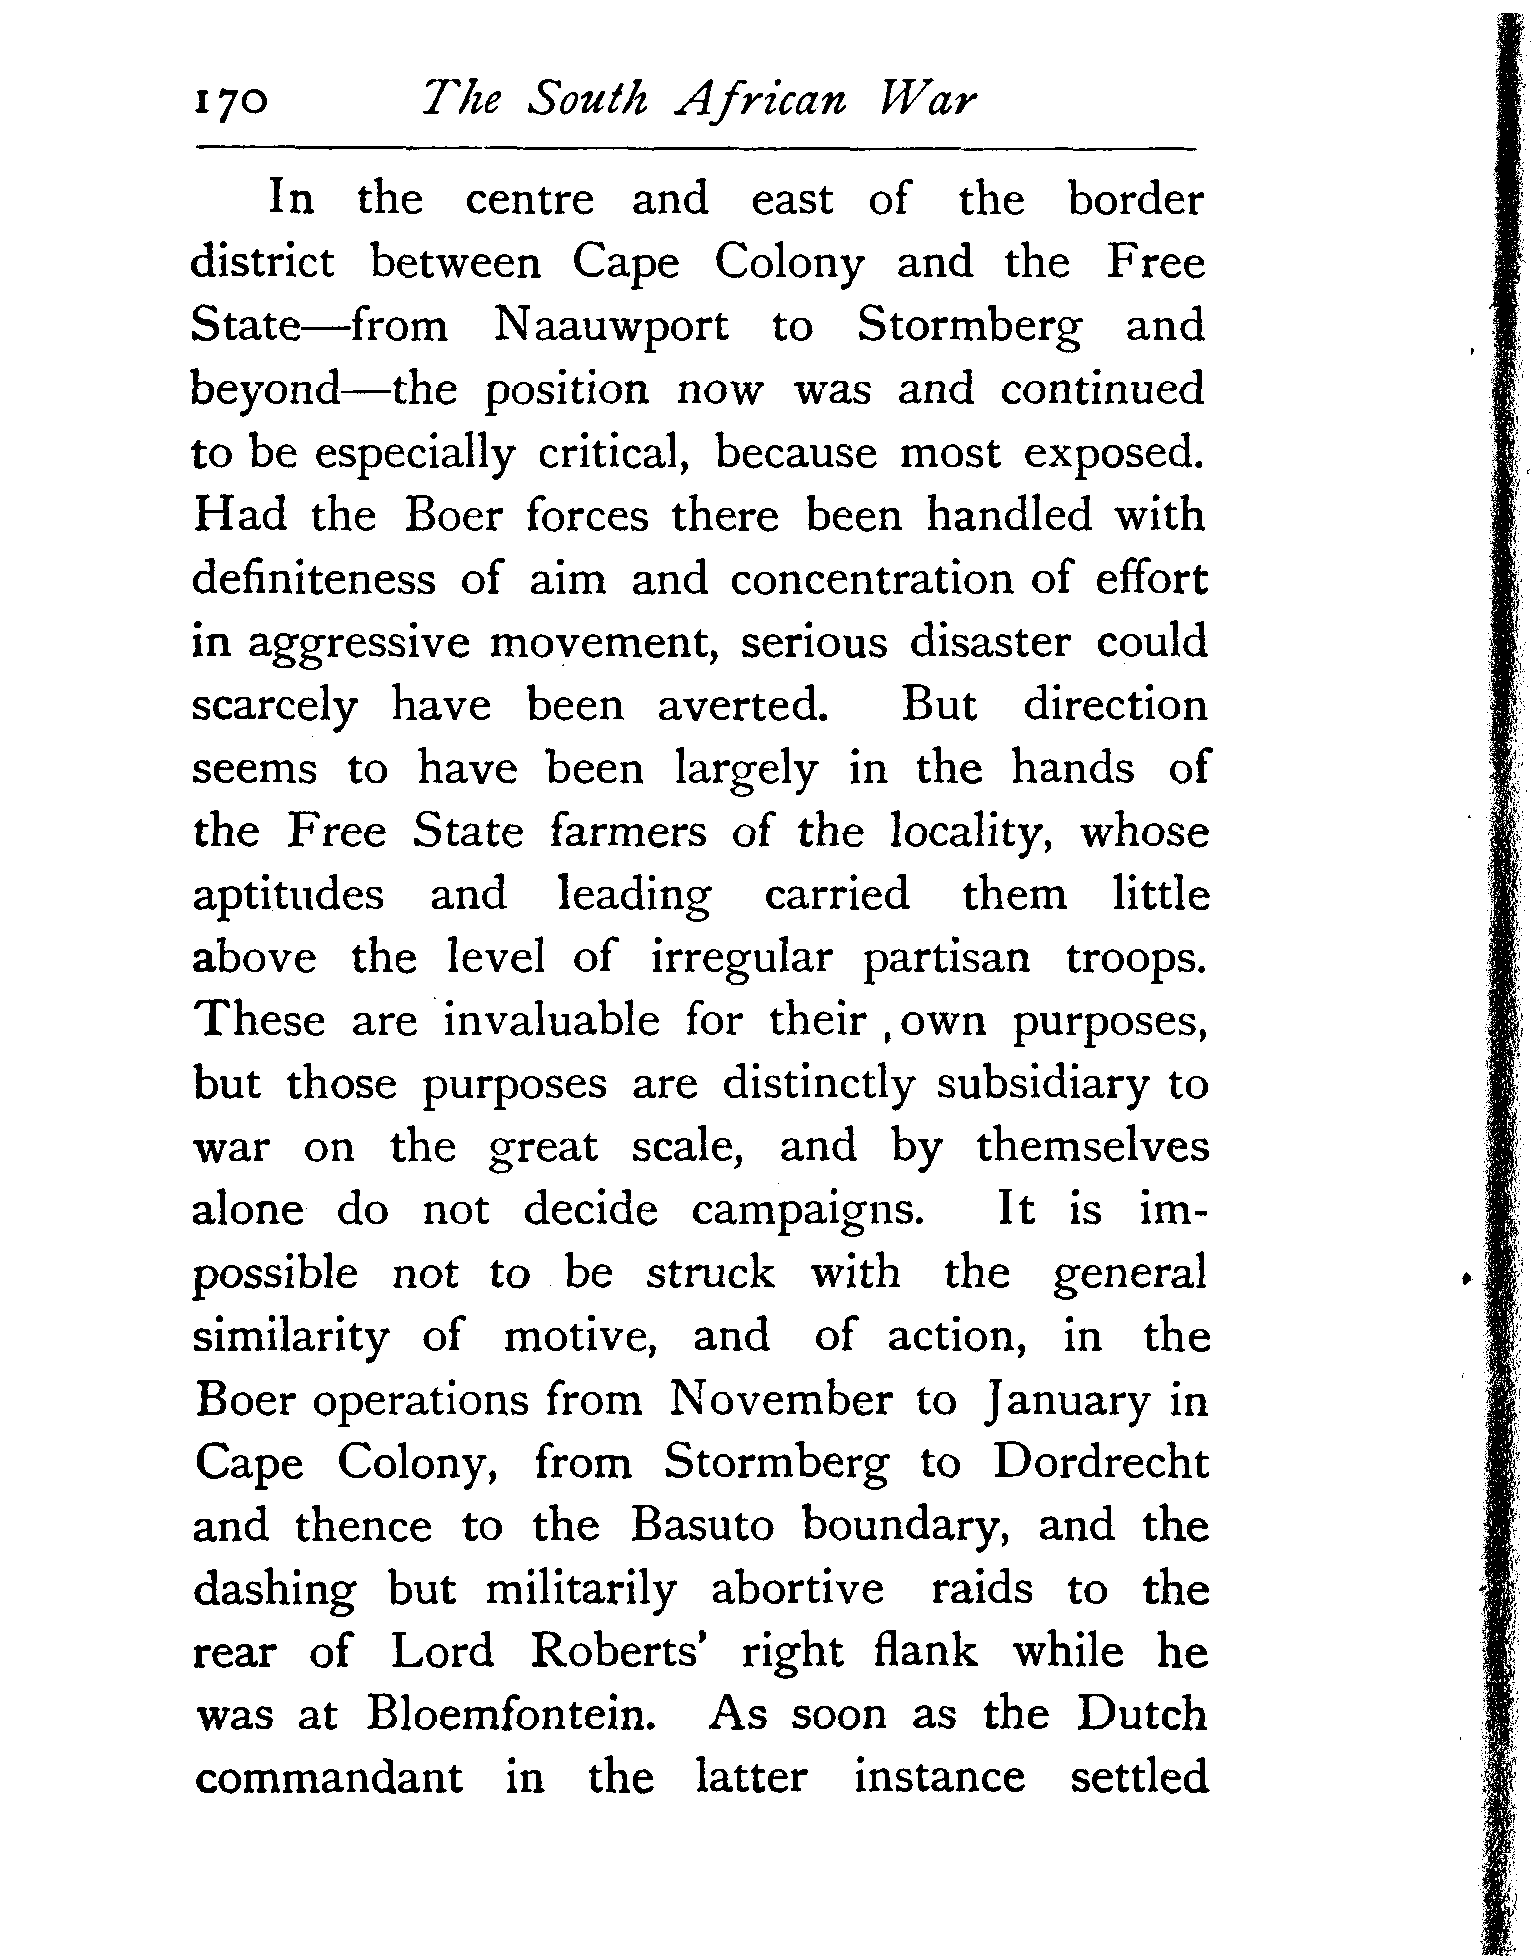 170 The South African War
In the centre and east of the border
district between Cape Colony and the Free
State—from Naauwport to Stormberg and
beyond—the position now was and continued
to be especially critical, because most exposed.
Had the Boer forces there been handled with
definiteness of aim and concentration of effort
in aggressive movement, serious disaster could
scarcely have been averted. But direction
seems to have been largely in the hands of
the Free State farmers of the locality, whose
aptitudes and leading carried them little
above the level of irregular partisan troops.
These are invaluable for their own purposes,
but those purposes are distinctly subsidiary to
war on the great scale, and by themselves
alone do not decide campaigns. It is im-
possible not to be struck with the general
similarity of motive, and of action, in the
Boer operations from November to January in
Cape Colony, from Stormberg to Dordrecht
and thence to the Basuto boundary, and the
dashing but militarily abortive raids to the
rear of Lord Roberts' right flank while he
was at Bloemfontein. As soon as the Dutch
commandant in the latter instance settled